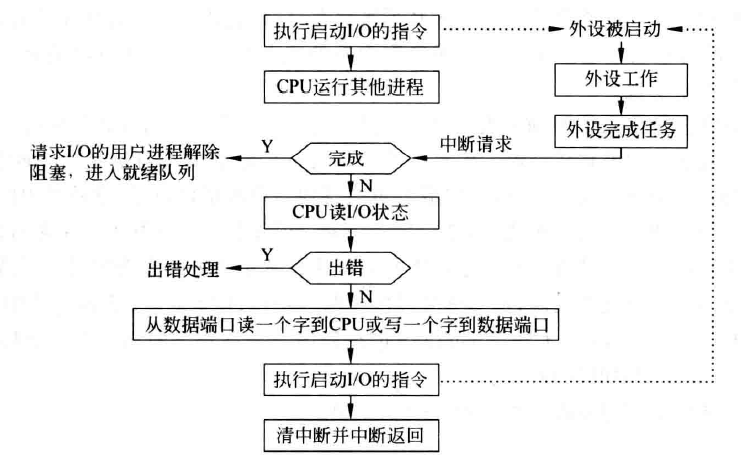 执行启动I/O的指令
外设被启动
CPU运行其他进程
外设工作
外设完成任务
中断请求
请求I/O的用户进程解除
阻塞，进入就绪队列
Y
完成
N
CPU读I/O状态
出错处理
Y
出错
N
从数据端口读一个字到CPU或写一个字到数据端口
执行启动I/O的指令
清中断并中断返回